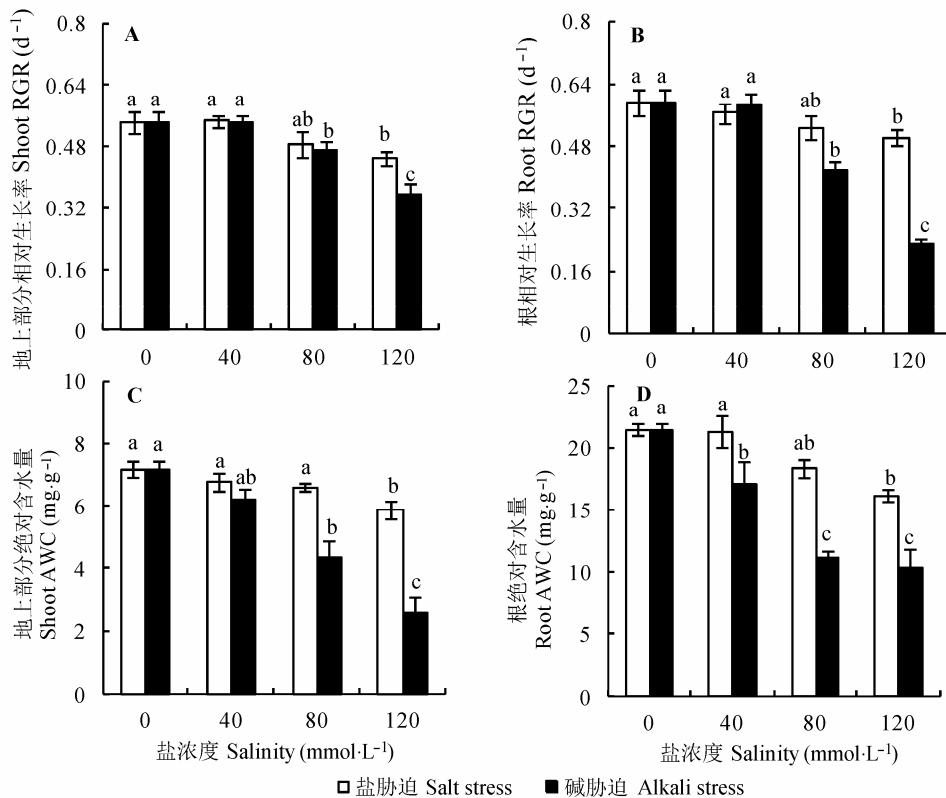 地上部分相对生长率 Shoot RGR (d⁻¹)
0.8
0.64
0.48
0.32
0.16
0
A
a a a a ab b b c
0 40 80 120
根相对生长率 Root RGR (d⁻¹)
0.8
0.64
0.48
0.32
0.16
0
B
a a a a ab b b c
0 40 80 120
地上部分绝对含水量
Shoot AWC (mg·g⁻¹)
10
8
6
4
2
0
C
a a a ab a b b c
0 40 80 120
盐浓度 Salinity (mmol·L⁻¹)
根绝对含水量
Root AWC (mg·g⁻¹)
25
20
15
10
5
0
D
a a a b ab c b c
0 40 80 120
盐浓度 Salinity (mmol·L⁻¹)
盐胁迫 Salt stress 碱胁迫 Alkali stress